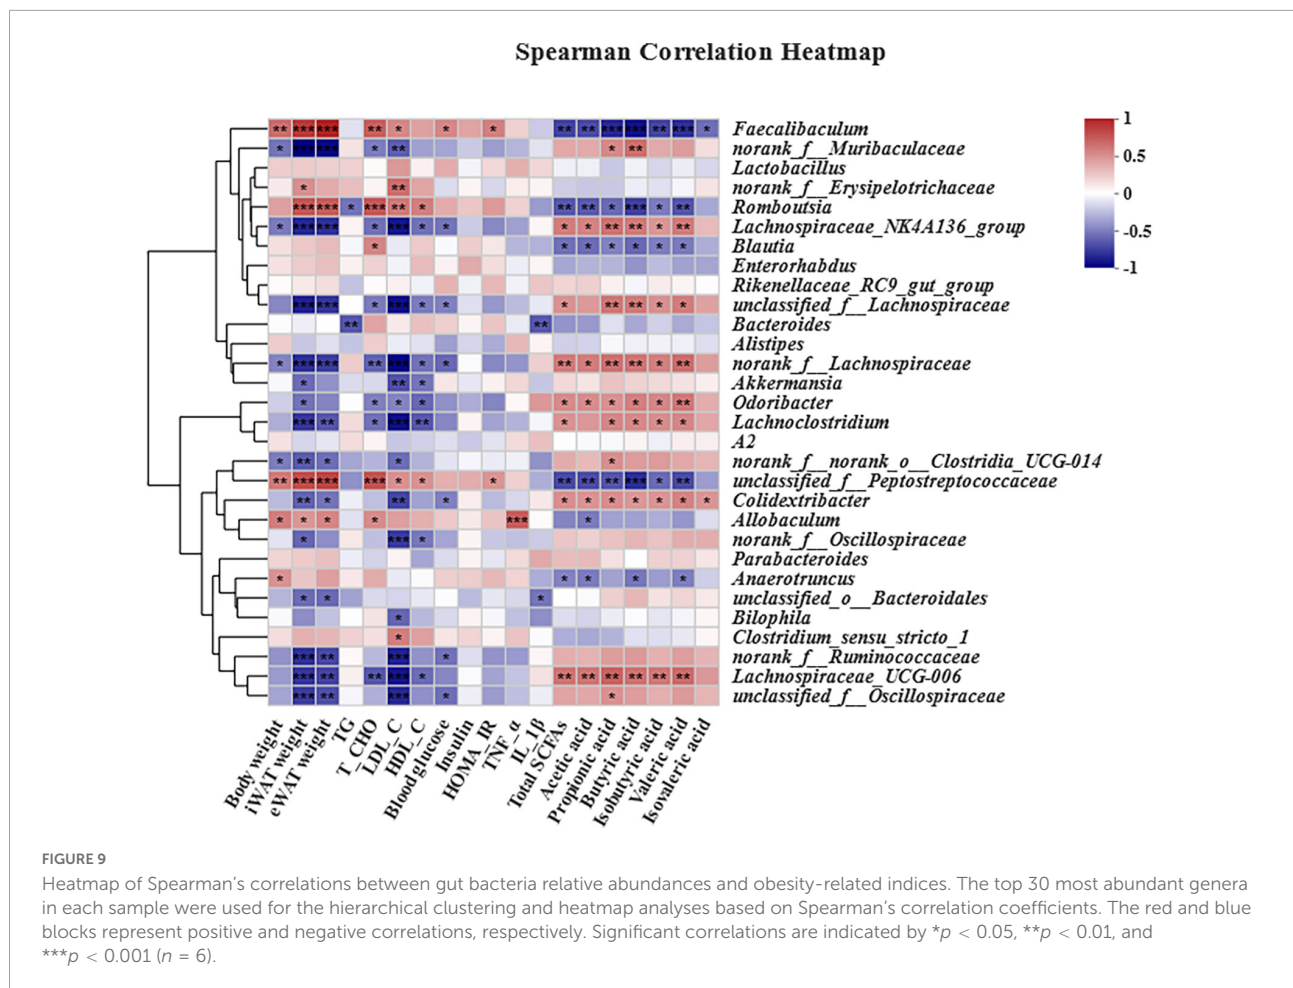 Spearman Correlation Heatmap
Faecalibaculum
norank_f__Muribaculaceae
Lactobacillus
norank_f__Erysipelotrichaceae
Romboutsia
Lachnospiraceae_NK4A136_group
Blautia
Enterorhabdus
Rikenellaceae_RC9_gut_group
unclassified_f__Lachnospiraceae
Bacteroides
Alistipes
norank_f__Lachnospiraceae
Akkermansia
Odoribacter
Lachnoclostridium
A2
norank_f__norank_o__Clostridia_UCG-014
unclassified_f__Peptostreptococcaceae
Colidextribacter
Allobaculum
norank_f__Oscillospiraceae
Parabacteroides
Anaerotruncus
unclassified_o__Bacteroidales
Bilophila
Clostridium_sensu_stricto_1
norank_f__Ruminococcaceae
Lachnospiraceae_UCG-006
unclassified_f__Oscillospiraceae
1
0.5
0
-0.5
-1
Body weight
iWAT weight
eWAT weight
TG
T_CHO
LDL_C
HDL_C
Blood glucose
Insulin
HOMA_IR
TNF_α
IL_1β
Total SCFAs
Acetic acid
Propionic acid
Butyric acid
Isobutyric acid
Valeric acid
Isovaleric acid
FIGURE 9
Heatmap of Spearman's correlations between gut bacteria relative abundances and obesity-related indices. The top 30 most abundant genera
in each sample were used for the hierarchical clustering and heatmap analyses based on Spearman's correlation coefficients. The red and blue
blocks represent positive and negative correlations, respectively. Significant correlations are indicated by *p < 0.05, **p < 0.01, and
***p < 0.001 (n = 6).